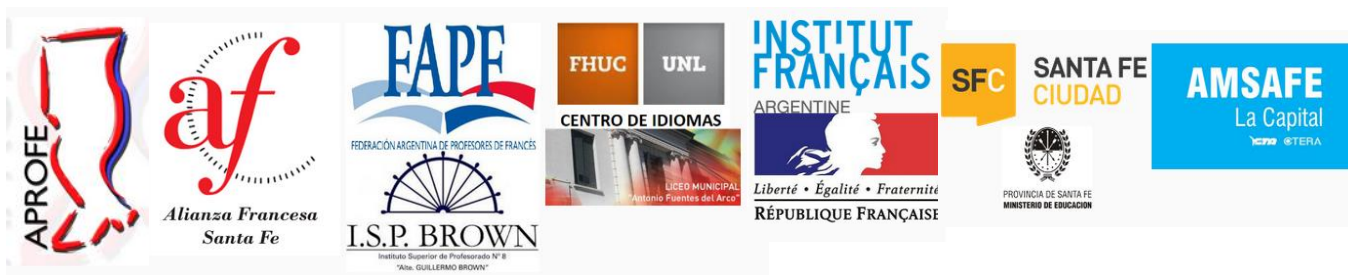 APROFE
af
Alianza Francesa
Santa Fe
FAPF
FEDERACIÓN ARGENTINA DE PROFESORES DE FRANCÉS
I.S.P. BROWN
Instituto Superior de Profesorado N° 8
"Alte. GUILLERMO BROWN"
FHUC
UNL
CENTRO DE IDIOMAS
LICEO MUNICIPAL
"Antonio Fuentes del Arco"
INSTITUT
FRANÇAIS
ARGENTINE
Liberté • Égalité • Fraternité
RÉPUBLIQUE FRANÇAISE
SFC
SANTA FE
CIUDAD
PROVINCIA DE SANTA FE
MINISTERIO DE EDUCACION
AMSAFE
La Capital
CTA CTERA